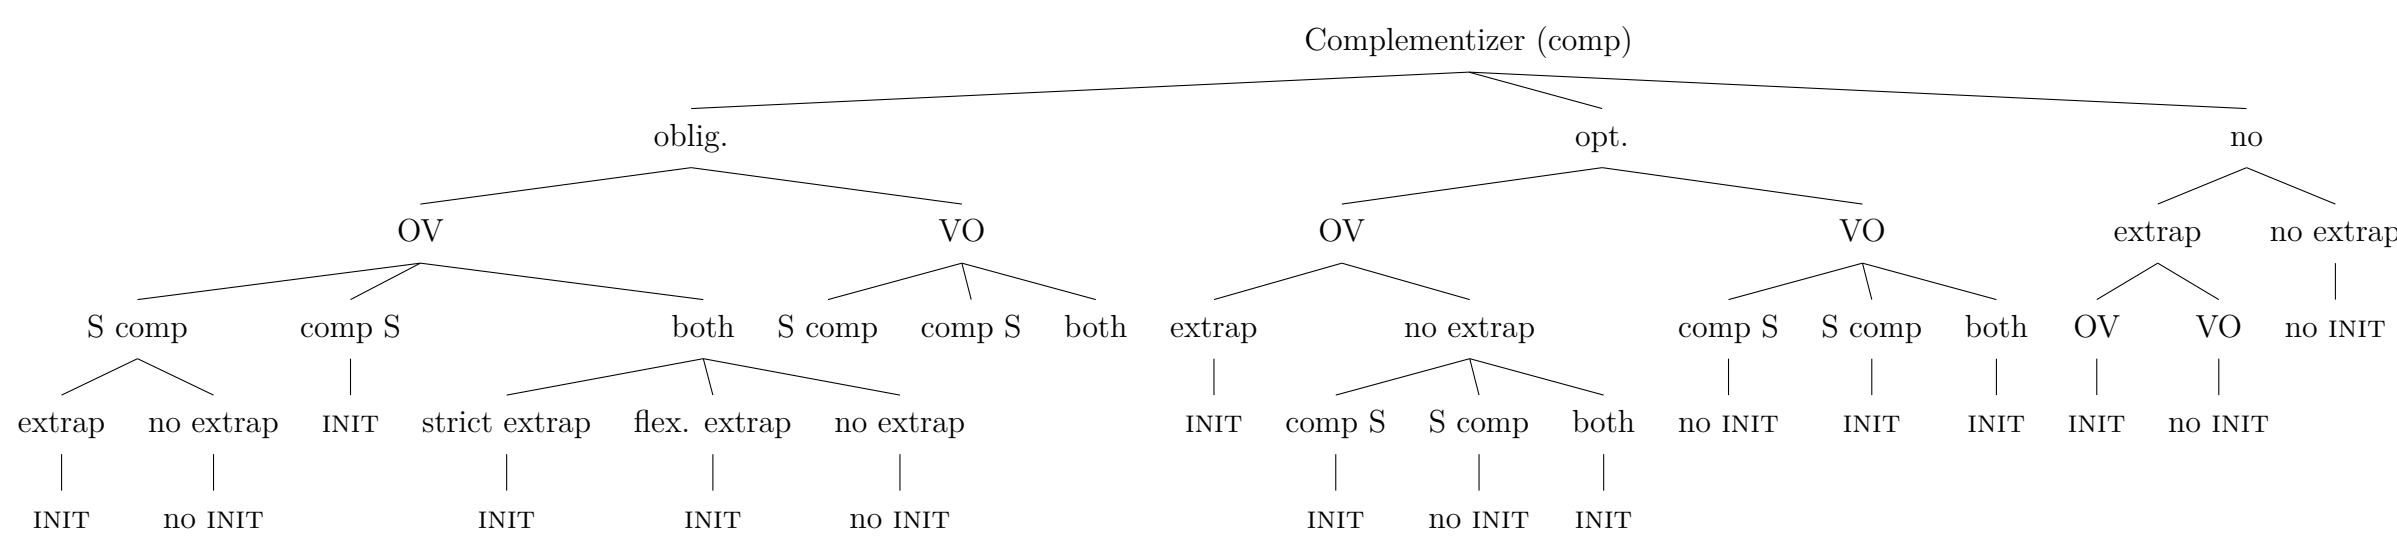 Complementizer (comp)
oblig. opt. no
OV VO OV VO extrap no extrap
S comp comp S both S comp comp S both extrap no extrap comp S S comp both OV VO no INIT
extrap no extrap INIT strict extrap flex. extrap no extrap INIT comp S S comp both no INIT INIT INIT INIT no INIT
INIT no INIT INIT INIT no INIT INIT no INIT INIT